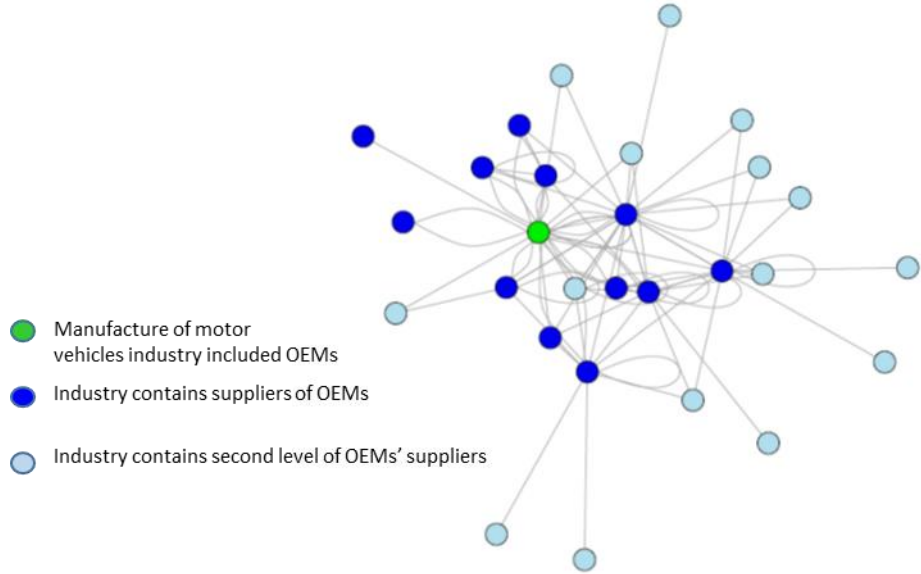 Manufacture of motor
vehicles industry included OEMs
Industry contains suppliers of OEMs
Industry contains second level of OEMs’ suppliers